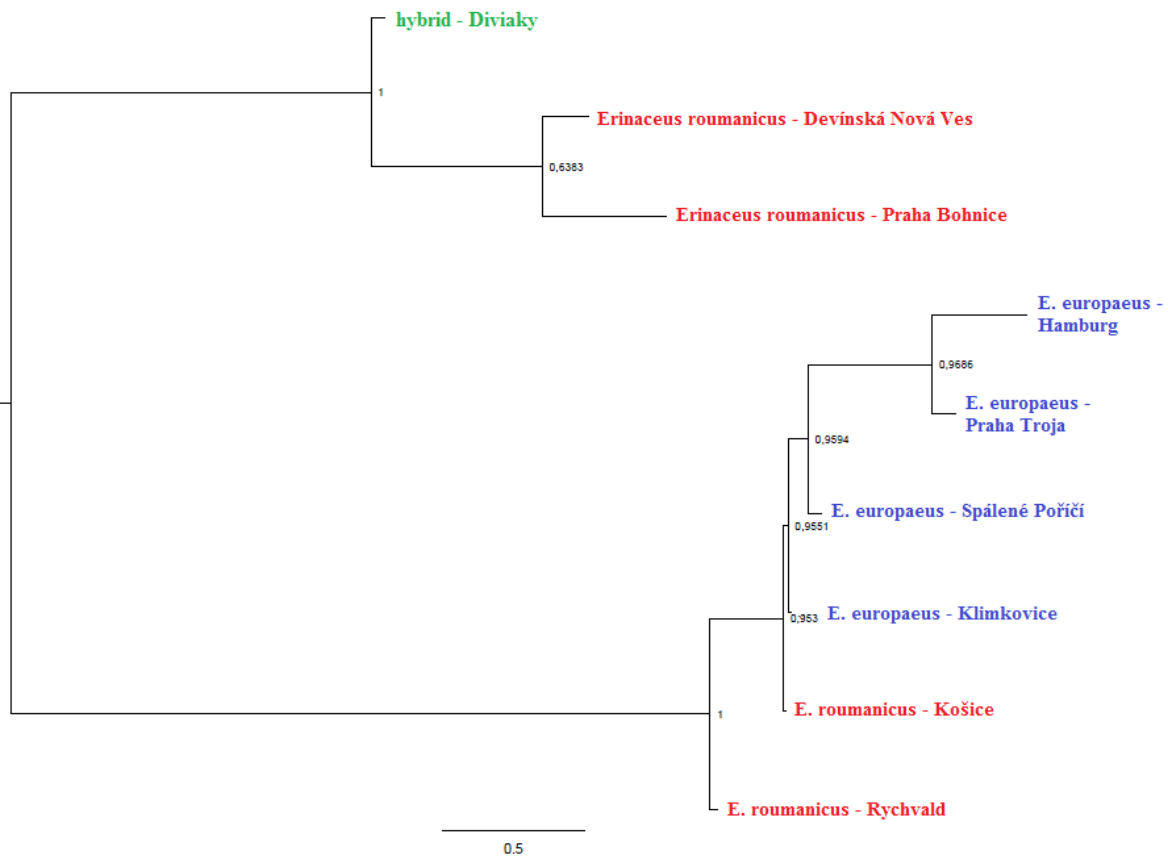 hybrid - Diviaky
1
Erinaceus roumanicus - Devínská Nová Ves
0,6383
Erinaceus roumanicus - Praha Bohnice
E. europaeus -
Hamburg
0,9686
E. europaeus -
Praha Troja
0,9594
E. europaeus - Spálené Poříčí
0,9551
E. europaeus - Klimkovice
0,953
E. roumanicus - Košice
1
E. roumanicus - Rychvald
0.5